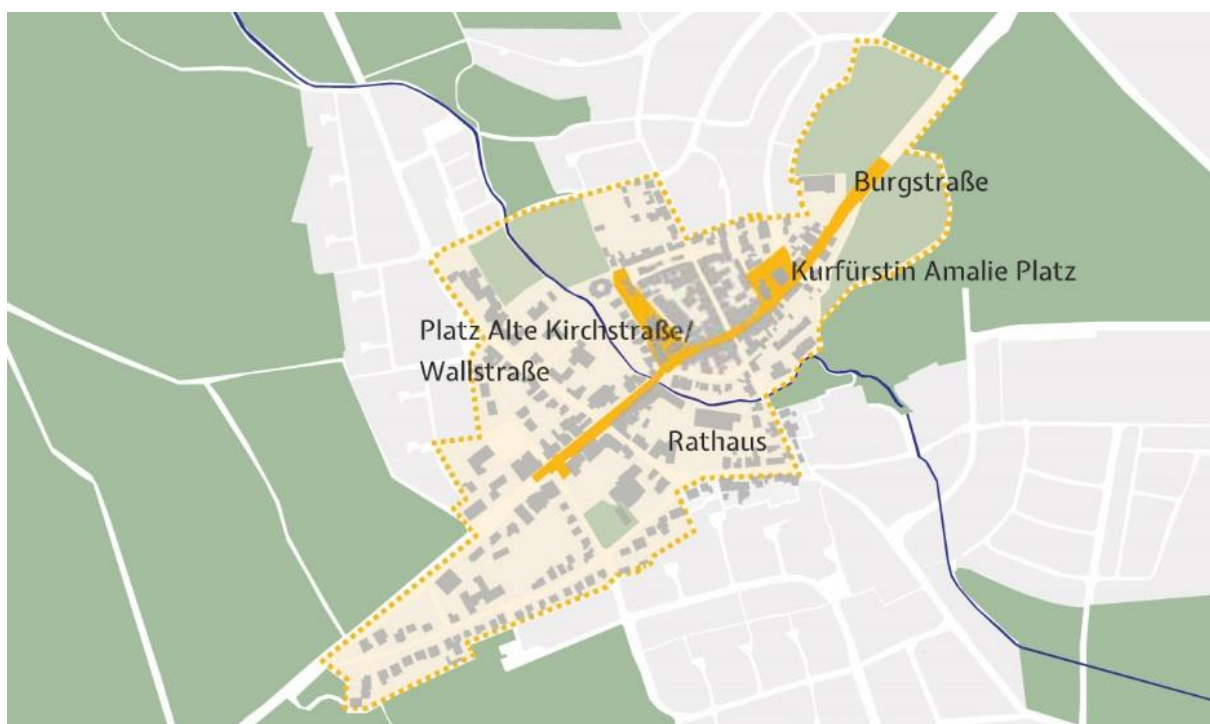 Burgstraße
Kurfürstin Amalie Platz
Platz Alte Kirchstraße/
Wallstraße
Rathaus